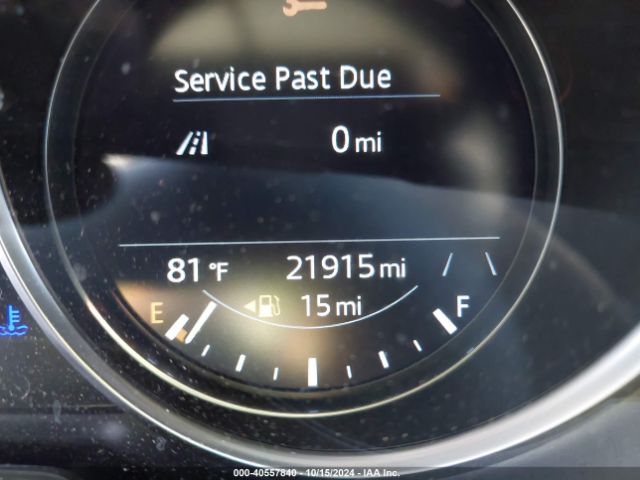 Service Past Due
0 mi
81 °F 21915 mi
E 15 mi F
000-40557840 - 10/15/2024 - IAA Inc.